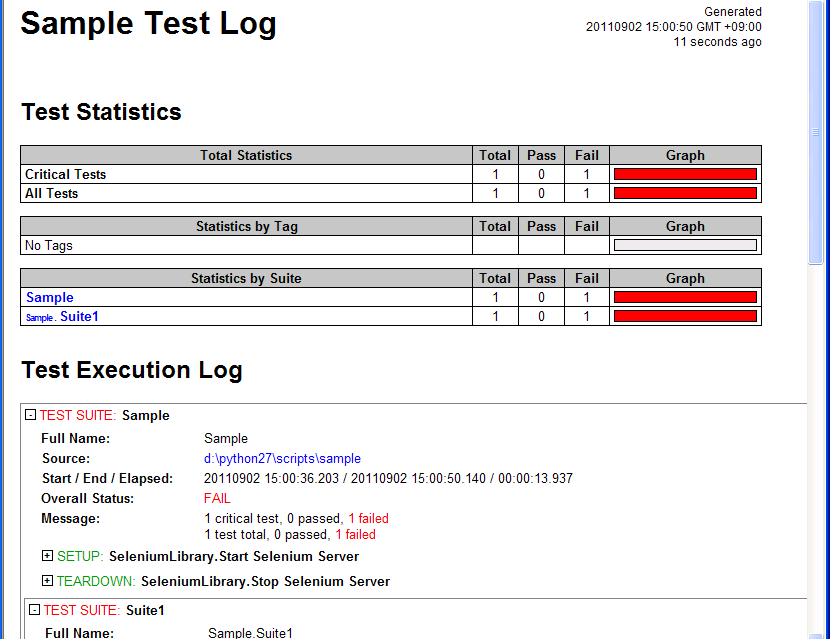 Sample Test Log
Generated
20110902 15:00:50 GMT +09:00
11 seconds ago
Test Statistics
Total Statistics Total Pass Fail Graph
Critical Tests 1 0 1
All Tests 1 0 1
Statistics by Tag Total Pass Fail Graph
No Tags
Statistics by Suite Total Pass Fail Graph
Sample 1 0 1
Sample. Suite1 1 0 1
Test Execution Log
- TEST SUITE: Sample
Full Name: Sample
Source: d:\python27\scripts\sample
Start / End / Elapsed: 20110902 15:00:36.203 / 20110902 15:00:50.140 / 00:00:13.937
Overall Status: FAIL
Message: 1 critical test, 0 passed, 1 failed
1 test total, 0 passed, 1 failed
+ SETUP: SeleniumLibrary.Start Selenium Server
+ TEARDOWN: SeleniumLibrary.Stop Selenium Server
- TEST SUITE: Suite1
Full Name: Sample.Suite1